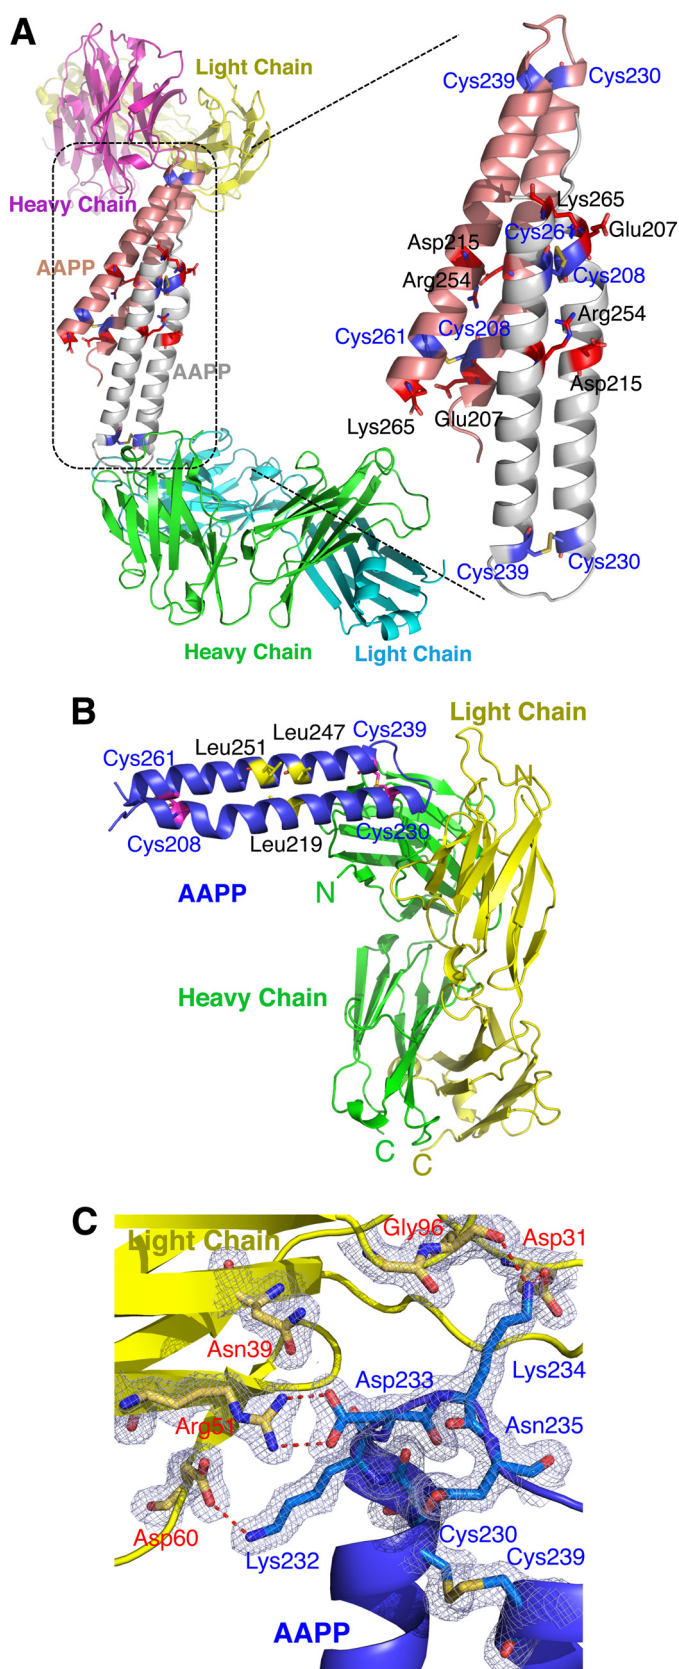 A
Light Chain
Heavy Chain
AAPP
AAPP
Heavy Chain
Light Chain
Cys239
Cys230
Lys265
Cys261
Glu207
Asp215
Cys208
Arg254
Arg254
Cys261
Cys208
Asp215
Lys265
Glu207
Cys239
Cys230
B
Light Chain
Leu247
Cys239
Leu251
Cys261
N
Cys208
Leu219
Cys230
AAPP
N
Heavy Chain
C
C
C
Light Chain
Gly96
Asp31
Asn39
Asp233
Lys234
Arg51
Asn235
Asp60
Lys232
Cys230
Cys239
AAPP